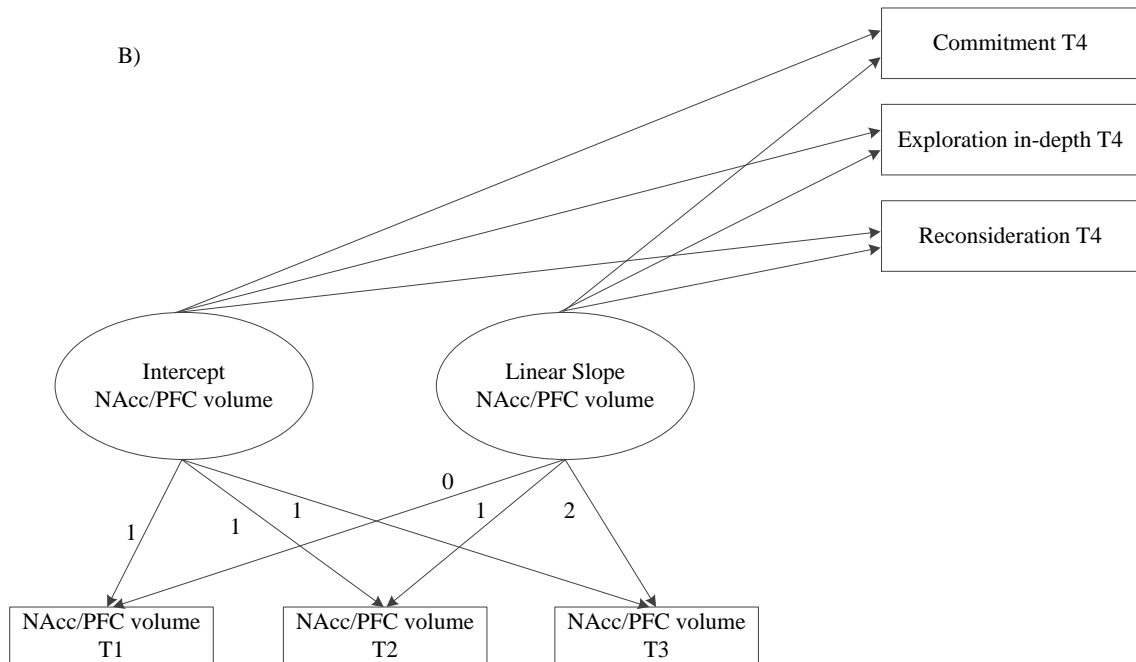 B)
Commitment T4
Exploration in-depth T4
Reconsideration T4
Intercept
NAcc/PFC volume
Linear Slope
NAcc/PFC volume
1
1
1
0
1
2
NAcc/PFC volume
T1
NAcc/PFC volume
T2
NAcc/PFC volume
T3